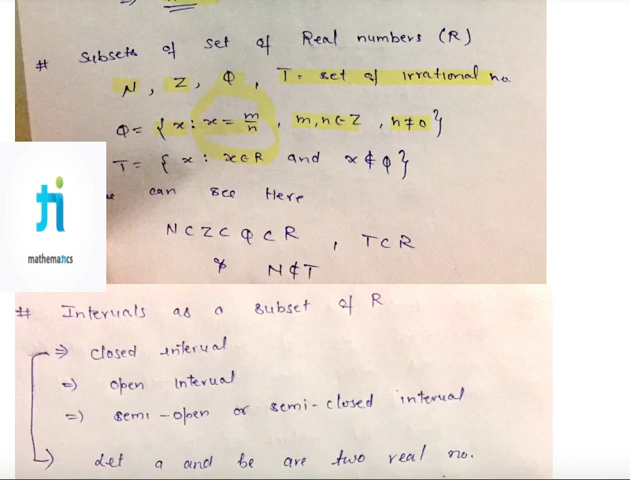 # Subsets of set of Real numbers (R)
N, Z, Q, T = set of irrational no.
Q = { x : x = m/n, m, n ∈ Z, n ≠ 0 }
T = { x : x ∈ R and x ∉ Q }
can see Here
N ⊂ Z ⊂ Q ⊂ R, T ⊂ R
& N ⊄ T
mathematics
# Intervals as a subset of R
⇒ closed interval
⇒ open Interval
⇒ semi-open or semi-closed interval
→ Let a and be are two real no.